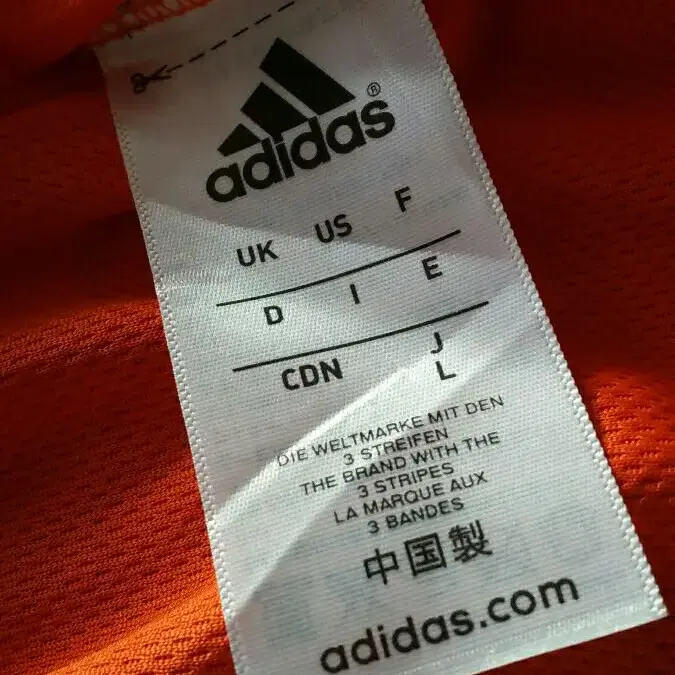 adidas®
UK US F
D I E
CDN J
L
DIE WELTMARKE MIT DEN
3 STREIFEN
THE BRAND WITH THE
3 STRIPES
LA MARQUE AUX
3 BANDES
中国製
adidas.com